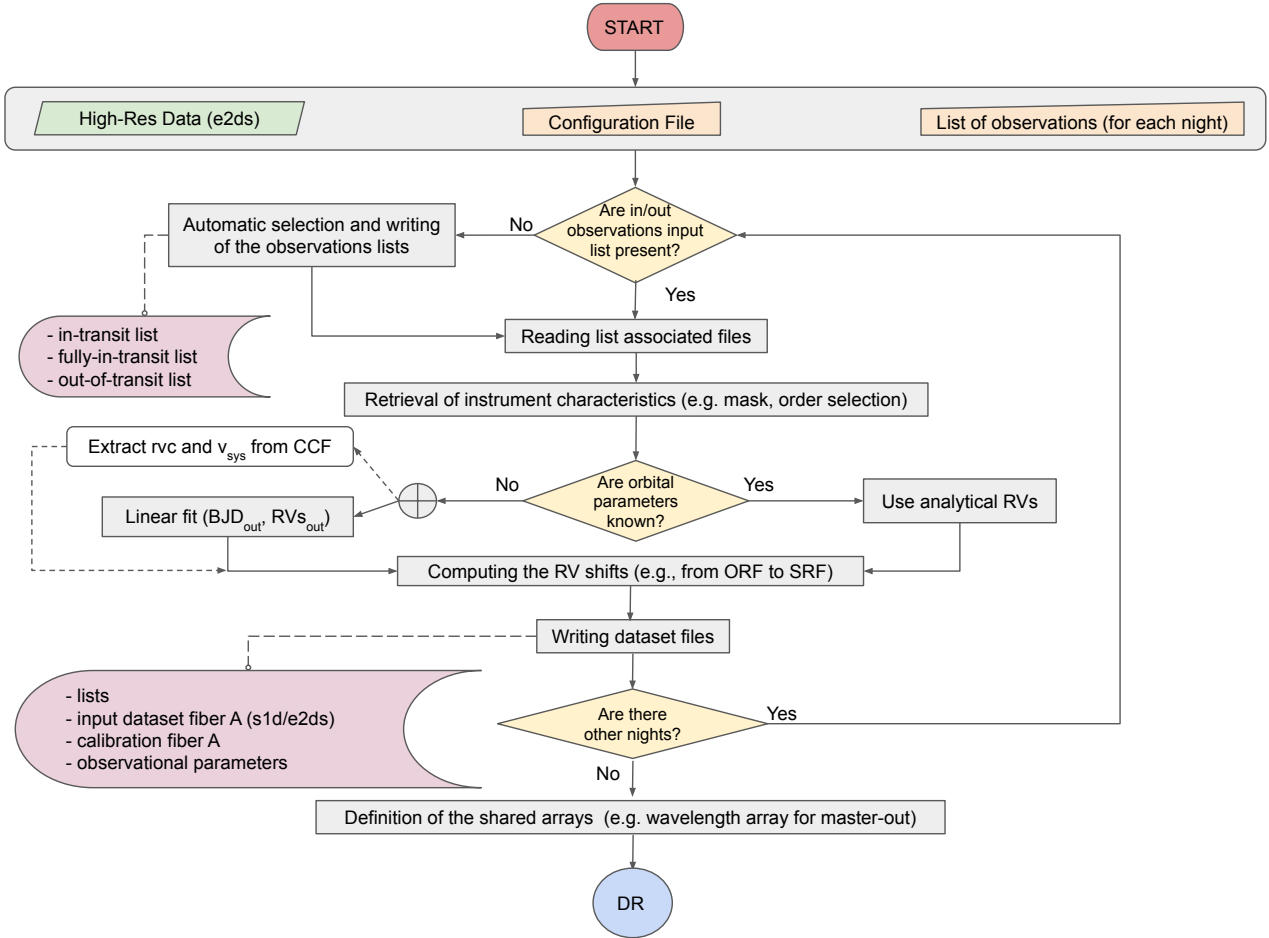 START
High-Res Data (e2ds)
Configuration File
List of observations (for each night)
Are in/out
observations input
list present?
No
Automatic selection and writing
of the observations lists
Yes
- in-transit list
- fully-in-transit list
- out-of-transit list
Reading list associated files
Retrieval of instrument characteristics (e.g. mask, order selection)
Extract rvc and v_sys from CCF
Are orbital
parameters
known?
No
Yes
Use analytical RVs
Linear fit (BJD_out, RVs_out)
Computing the RV shifts (e.g., from ORF to SRF)
Writing dataset files
- lists
- input dataset fiber A (s1d/e2ds)
- calibration fiber A
- observational parameters
Are there
other nights?
Yes
No
Definition of the shared arrays (e.g. wavelength array for master-out)
DR